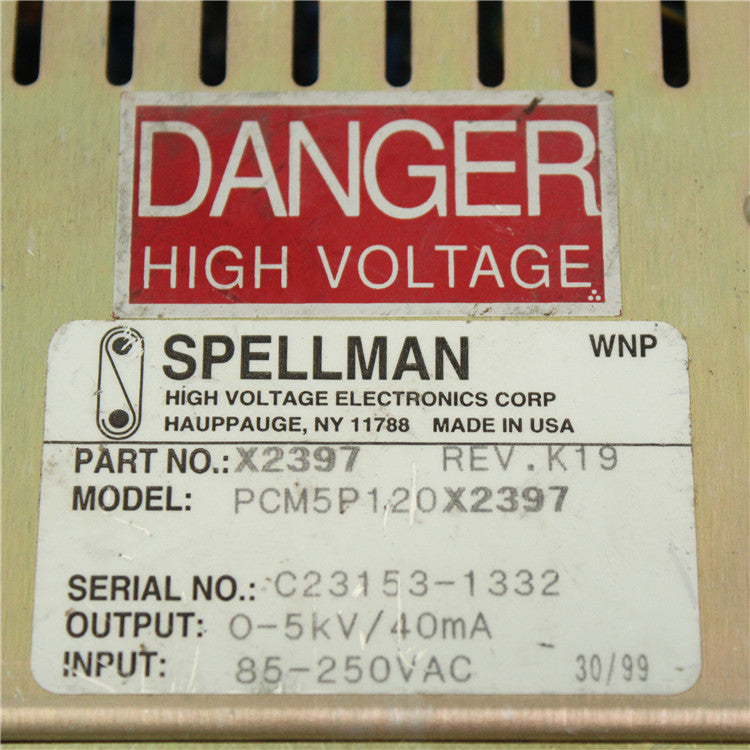 DANGER
HIGH VOLTAGE
SPELLMAN WNP
HIGH VOLTAGE ELECTRONICS CORP
HAUPPAUGE, NY 11788 MADE IN USA
PART NO.: X2397 REV.K19
MODEL: PCM5P120X2397
SERIAL NO.: C23153-1332
OUTPUT: 0-5kV/40mA
INPUT: 85-250VAC 30/99